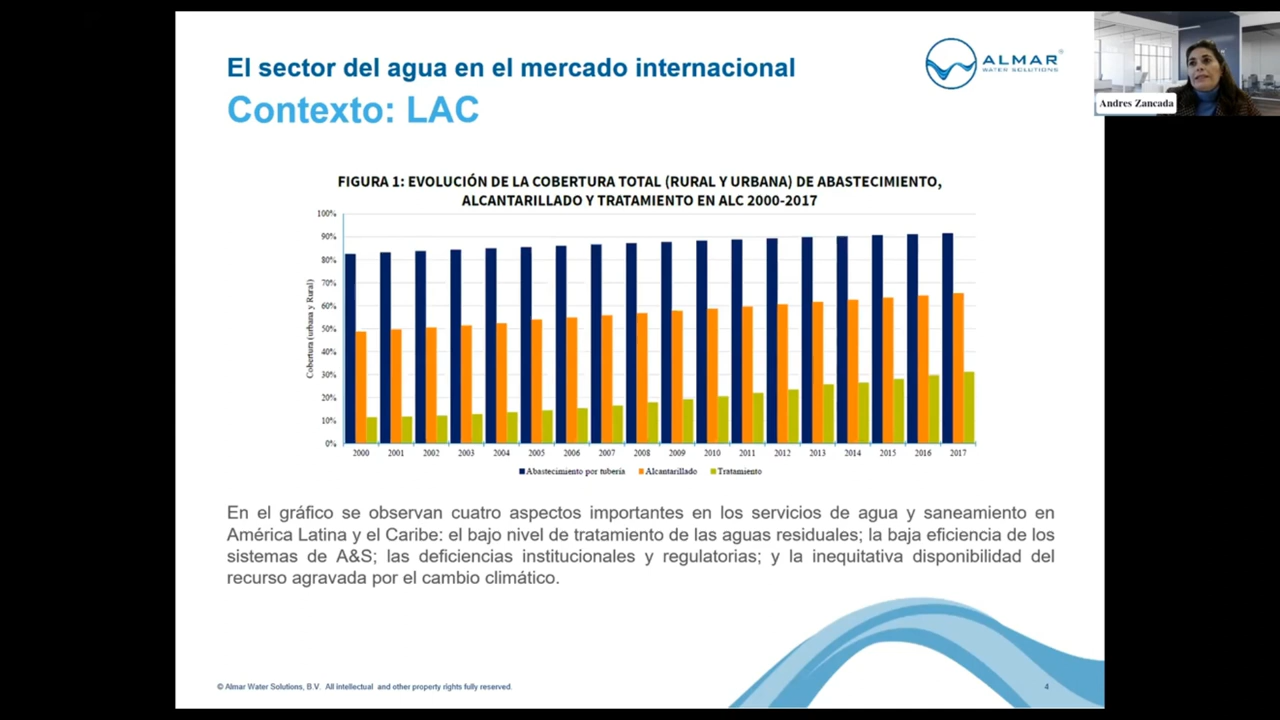 El sector del agua en el mercado internacional
Contexto: LAC
ALMAR
WATER SOLUTIONS
Andres Zancada
FIGURA 1: EVOLUCIÓN DE LA COBERTURA TOTAL (RURAL Y URBANA) DE ABASTECIMIENTO,
ALCANTARILLADO Y TRATAMIENTO EN ALC 2000-2017
100%
90%
80%
70%
60%
50%
40%
30%
20%
10%
0%
Cobertura (urbana y Rural)
2000 2001 2002 2003 2004 2005 2006 2007 2008 2009 2010 2011 2012 2013 2014 2015 2016 2017
Abastecimiento por tubería Alcantarillado Tratamiento
En el gráfico se observan cuatro aspectos importantes en los servicios de agua y saneamiento en
América Latina y el Caribe: el bajo nivel de tratamiento de las aguas residuales; la baja eficiencia de los
sistemas de A&S; las deficiencias institucionales y regulatorias; y la inequitativa disponibilidad del
recurso agravada por el cambio climático.
© Almar Water Solutions, B.V. All intellectual and other property rights fully reserved.
4